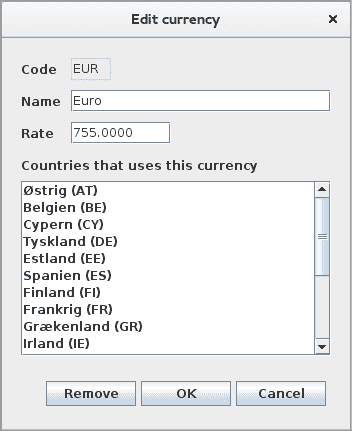 Edit currency ×
Code EUR
Name Euro
Rate 755.0000
Countries that uses this currency
Østrig (AT)
Belgien (BE)
Cypern (CY)
Tyskland (DE)
Estland (EE)
Spanien (ES)
Finland (FI)
Frankrig (FR)
Grækenland (GR)
Irland (IE)
Remove OK Cancel